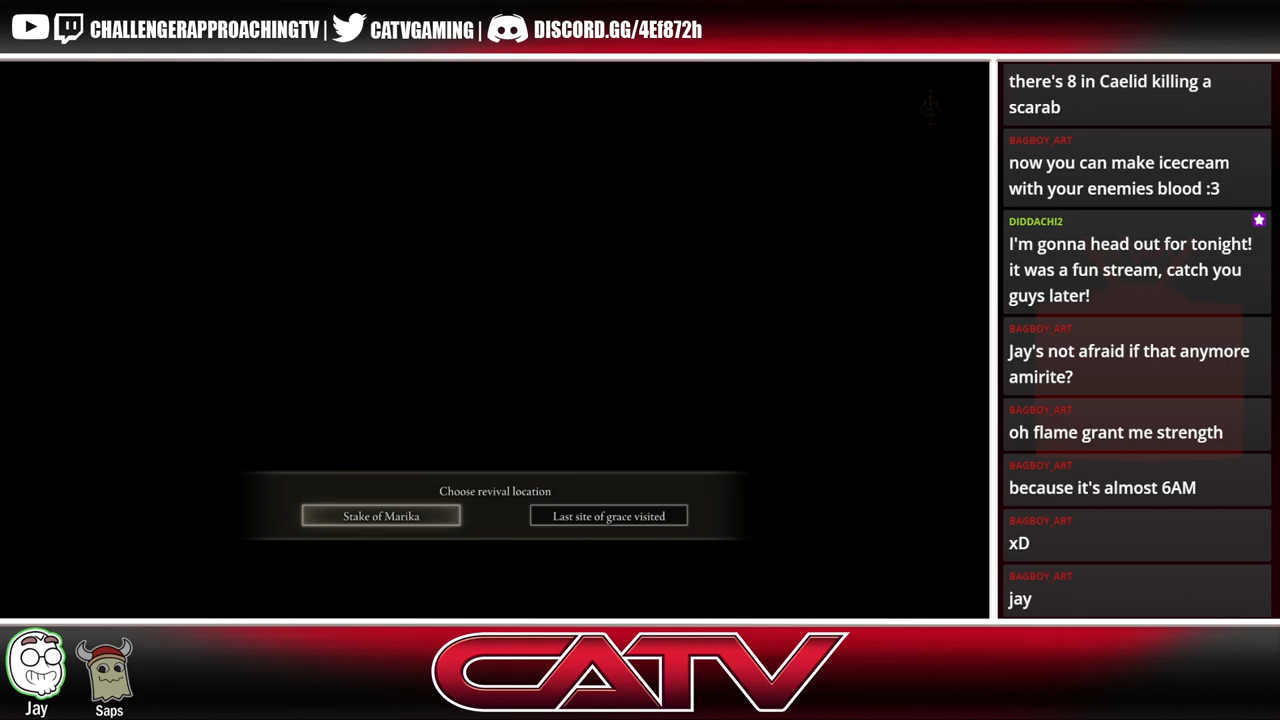 CHALLENGERAPPROACHINGTV | CATVGAMING | DISCORD.GG/4Ef872h
there's 8 in Caelid killing a
scarab
BAGBOY_ART
now you can make icecream
with your enemies blood :3
DIDDACHI2
I'm gonna head out for tonight!
it was a fun stream, catch you
guys later!
BAGBOY_ART
Jay's not afraid if that anymore
amirite?
BAGBOY_ART
oh flame grant me strength
BAGBOY_ART
because it's almost 6AM
BAGBOY_ART
xD
BAGBOY_ART
jay
Choose revival location
Stake of Marika
Last site of grace visited
Jay
Saps
CATV